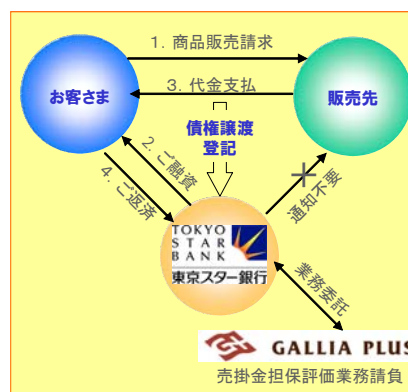 1. 商品販売請求
お客さま
3. 代金支払
販売先
債権譲渡
登記
2. ご融資
4. ご返済
通知不要
TOKYO
STAR
BANK
東京スター銀行
業務委託
GALLIA PLUS
売掛金担保評価業務請負